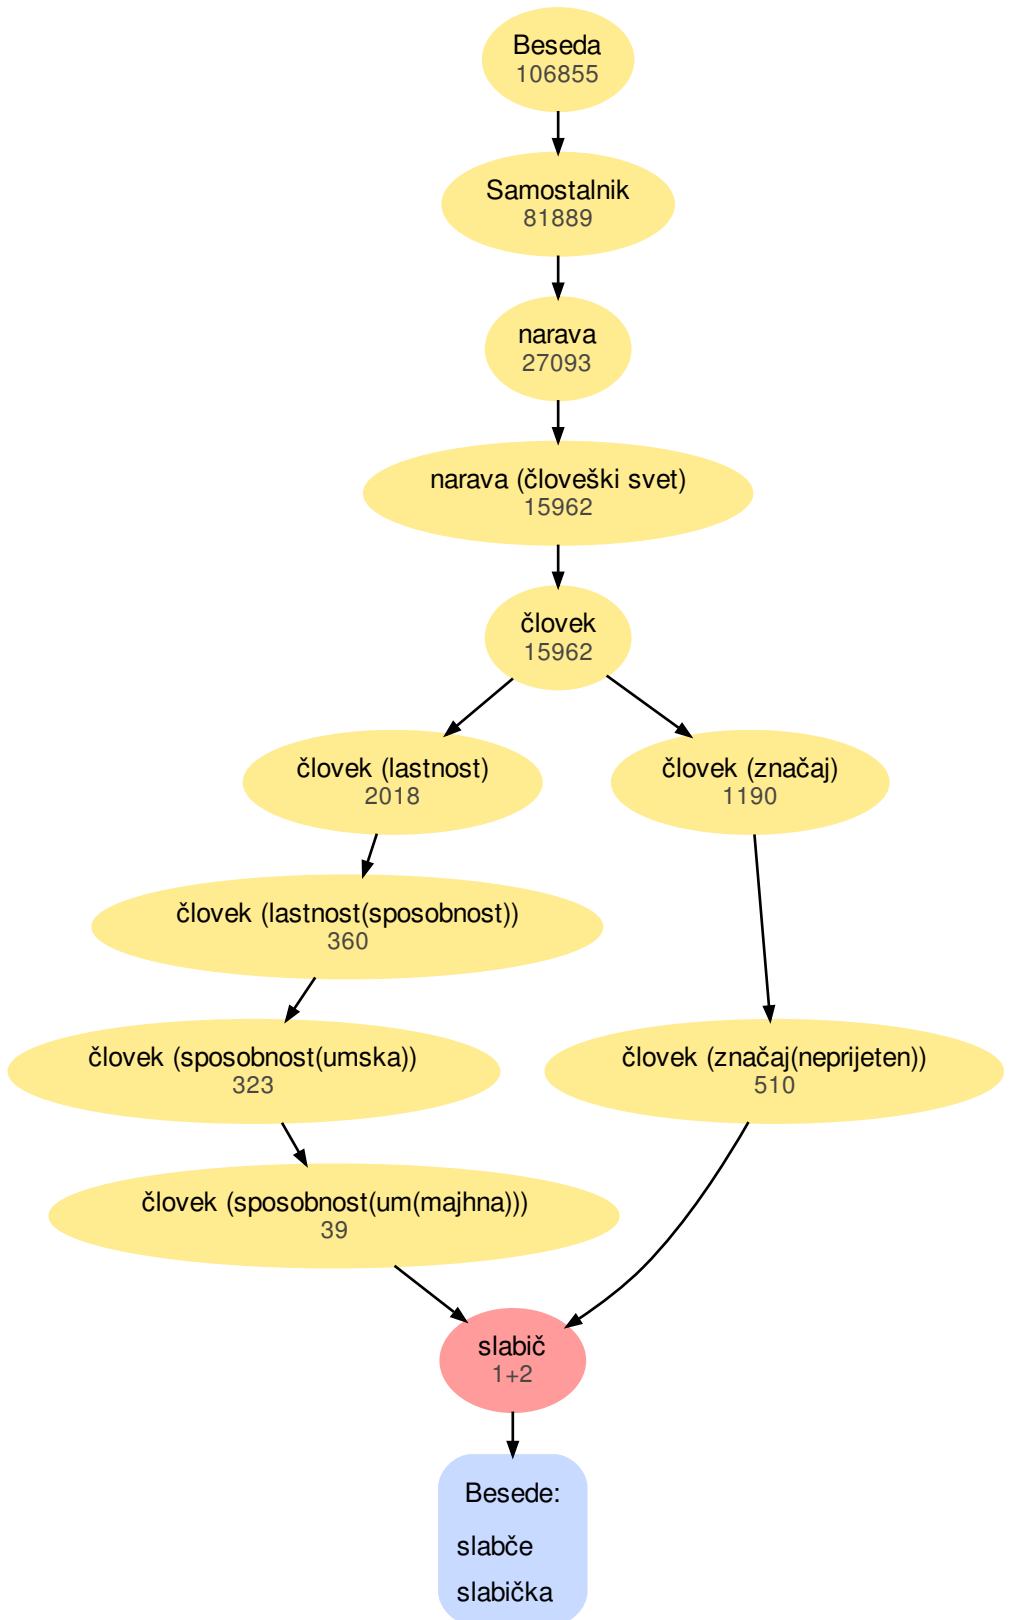 Beseda
106855
Samostalnik
81889
narava
27093
narava (človeški svet)
15962
človek
15962
človek (lastnost)
2018
človek (značaj)
1190
človek (lastnost(sposobnost))
360
človek (sposobnost(umska))
323
človek (značaj(neprijeten))
510
človek (sposobnost(um(majhna)))
39
slabič
1+2
Besede:
slabče
slabička